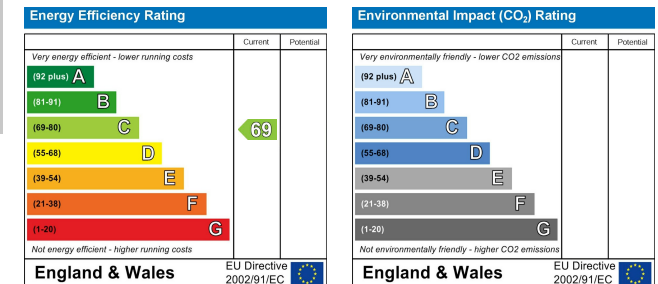 Energy Efficiency Rating
Current Potential
Very energy efficient - lower running costs
(92 plus) A
(81-91) B
(69-80) C 69
(55-68) D
(39-54) E
(21-38) F
(1-20) G
Not energy efficient - higher running costs
England & Wales
EU Directive
2002/91/EC
Environmental Impact (CO₂) Rating
Current Potential
Very environmentally friendly - lower CO2 emissions
(92 plus) A
(81-91) B
(69-80) C
(55-68) D
(39-54) E
(21-38) F
(1-20) G
Not environmentally friendly - higher CO2 emissions
England & Wales
EU Directive
2002/91/EC